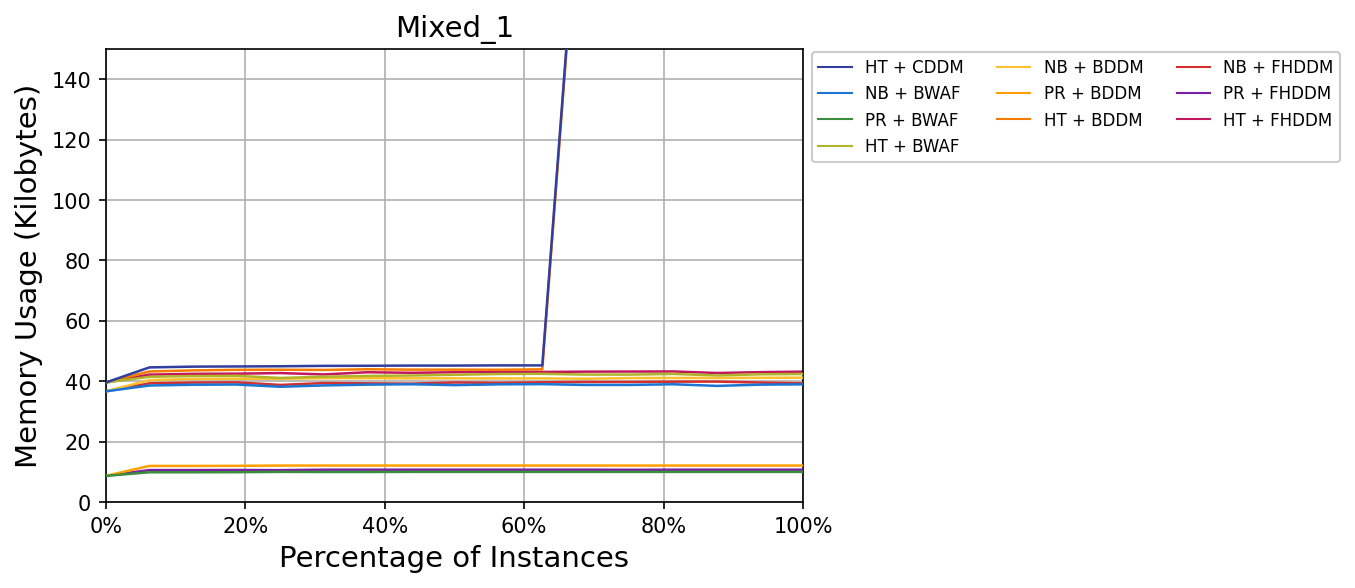 Mixed_1
Memory Usage (Kilobytes)
140
120
100
80
60
40
20
0
0% 20% 40% 60% 80% 100%
Percentage of Instances
HT + CDDM
NB + BWAF
PR + BWAF
HT + BWAF
NB + BDDM
PR + BDDM
HT + BDDM
NB + FHDDM
PR + FHDDM
HT + FHDDM